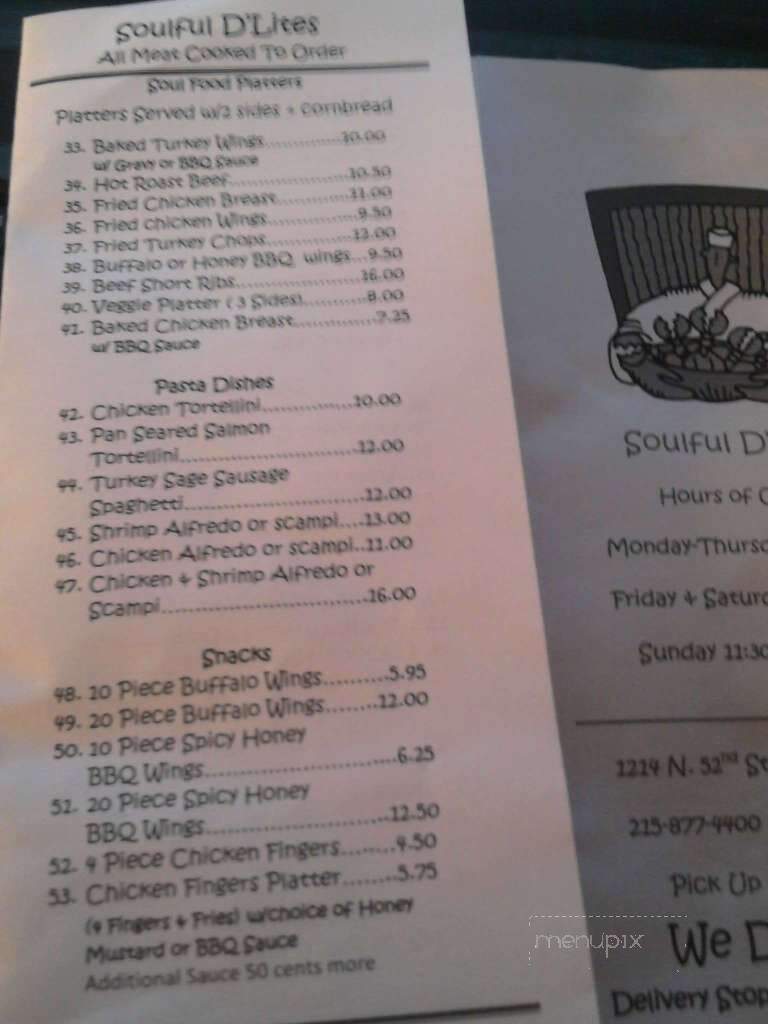 Soulful D'Lites
All Meat Cooked To Order
Soul Food Platters
Platters Served w/2 sides + cornbread
33. Baked Turkey Wings..............10.00
w/ Gravy or BBQ Sauce
34. Hot Roast Beef..................10.50
35. Fried Chicken Breast............11.00
36. Fried chicken Wings.............9.50
37. Fried Turkey Chops.............12.00
38. Buffalo or Honey BBQ wings...9.50
39. Beef Short Ribs..................16.00
40. Veggie Platter ( 3 Sides)..........8.00
41. Baked Chicken Breast.............7.25
w/ BBQ Sauce
Pasta Dishes
42. Chicken Tortellini..............10.00
43. Pan Seared Salmon
Tortellini...........................12.00
44. Turkey Sage Sausage
Spaghetti...........................12.00
45. Shrimp Alfredo or scampi....13.00
46. Chicken Alfredo or scampi..11.00
47. Chicken + Shrimp Alfredo or
Scampi...............................16.00
Snacks
48. 10 Piece Buffalo Wings..........5.95
49. 20 Piece Buffalo Wings........12.00
50. 10 Piece Spicy Honey
BBQ Wings.............................6.25
51. 20 Piece Spicy Honey
BBQ Wings...........................12.50
52. 4 Piece Chicken Fingers.........4.50
53. Chicken Fingers Platter........5.75
(4 Fingers + Fries) w/choice of Honey
Mustard or BBQ Sauce
Additional Sauce 50 cents more
Soulful D'
Hours of
Monday-Thursd
Friday + Saturd
Sunday 11:30
1214 N. 52nd St
215-877-4400
Pick Up
We D
Delivery Stop
menupix